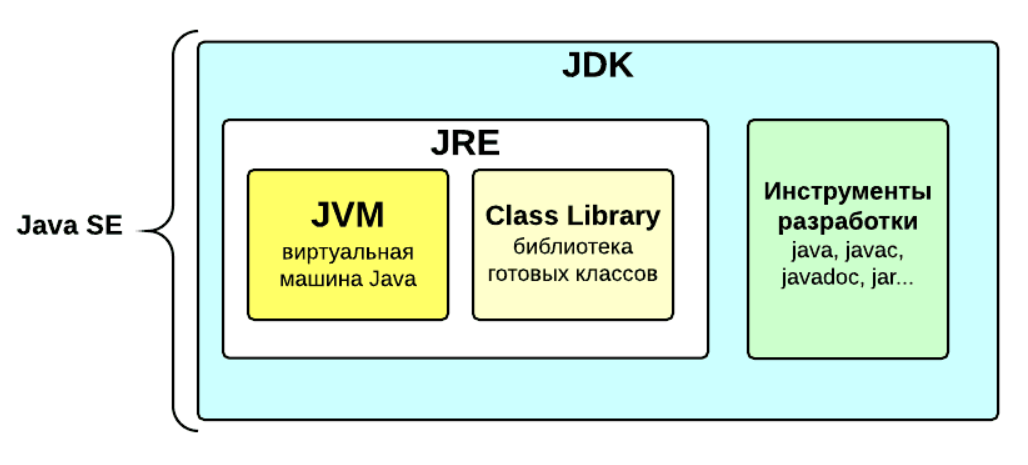 JDK
JRE
Java SE
JVM
виртуальная
машина Java
Class Library
библиотека
готовых классов
Инструменты
разработки
java, javac,
javadoc, jar...